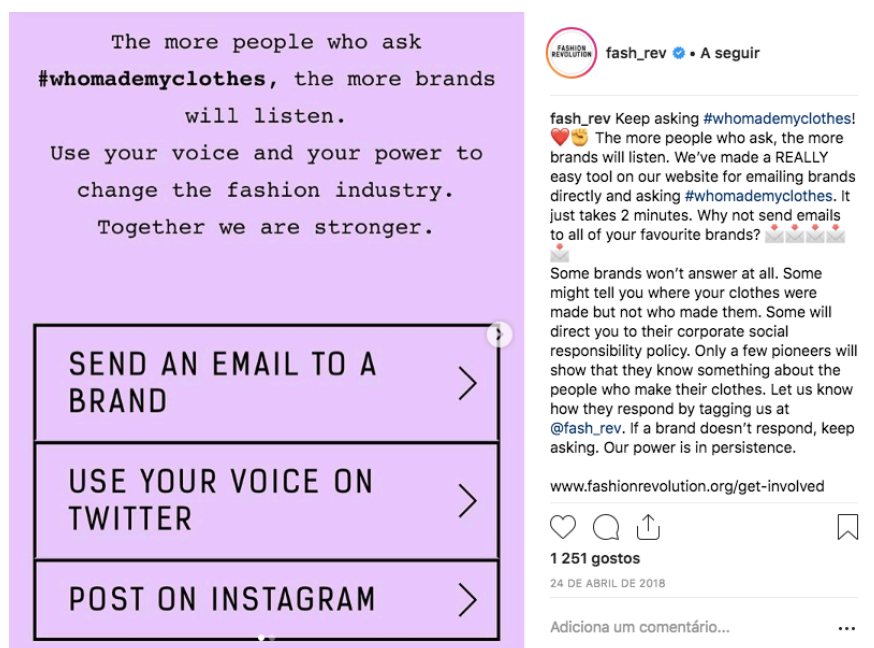 The more people who ask
#whomademyclothes, the more brands
will listen.
Use your voice and your power to
change the fashion industry.
Together we are stronger.
SEND AN EMAIL TO A
BRAND
USE YOUR VOICE ON
TWITTER
POST ON INSTAGRAM
FASHION
REVOLUTION
fash_rev • A seguir
fash_rev Keep asking #whomademyclothes!
❤️✊ The more people who ask, the more
brands will listen. We’ve made a REALLY
easy tool on our website for emailing brands
directly and asking #whomademyclothes. It
just takes 2 minutes. Why not send emails
to all of your favourite brands? 📩📩📩📩
📩
Some brands won’t answer at all. Some
might tell you where your clothes were
made but not who made them. Some will
direct you to their corporate social
responsibility policy. Only a few pioneers will
show that they know something about the
people who make their clothes. Let us know
how they respond by tagging us at
@fash_rev. If a brand doesn’t respond, keep
asking. Our power is in persistence.
www.fashionrevolution.org/get-involved
1 251 gostos
24 DE ABRIL DE 2018
Adiciona um comentário...